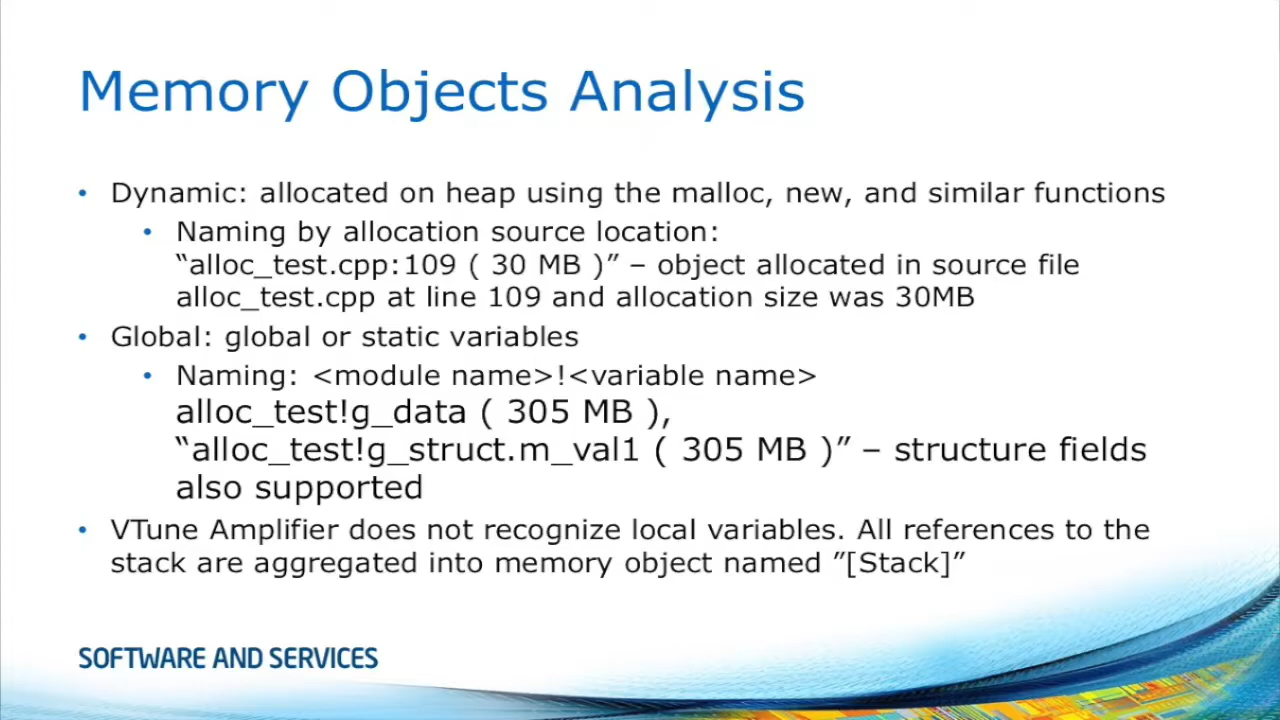 Memory Objects Analysis
• Dynamic: allocated on heap using the malloc, new, and similar functions
• Naming by allocation source location:
“alloc_test.cpp:109 ( 30 MB )” – object allocated in source file
alloc_test.cpp at line 109 and allocation size was 30MB
• Global: global or static variables
• Naming: <module name>!<variable name>
alloc_test!g_data ( 305 MB ),
“alloc_test!g_struct.m_val1 ( 305 MB )” – structure fields
also supported
• VTune Amplifier does not recognize local variables. All references to the
stack are aggregated into memory object named ”[Stack]”
SOFTWARE AND SERVICES